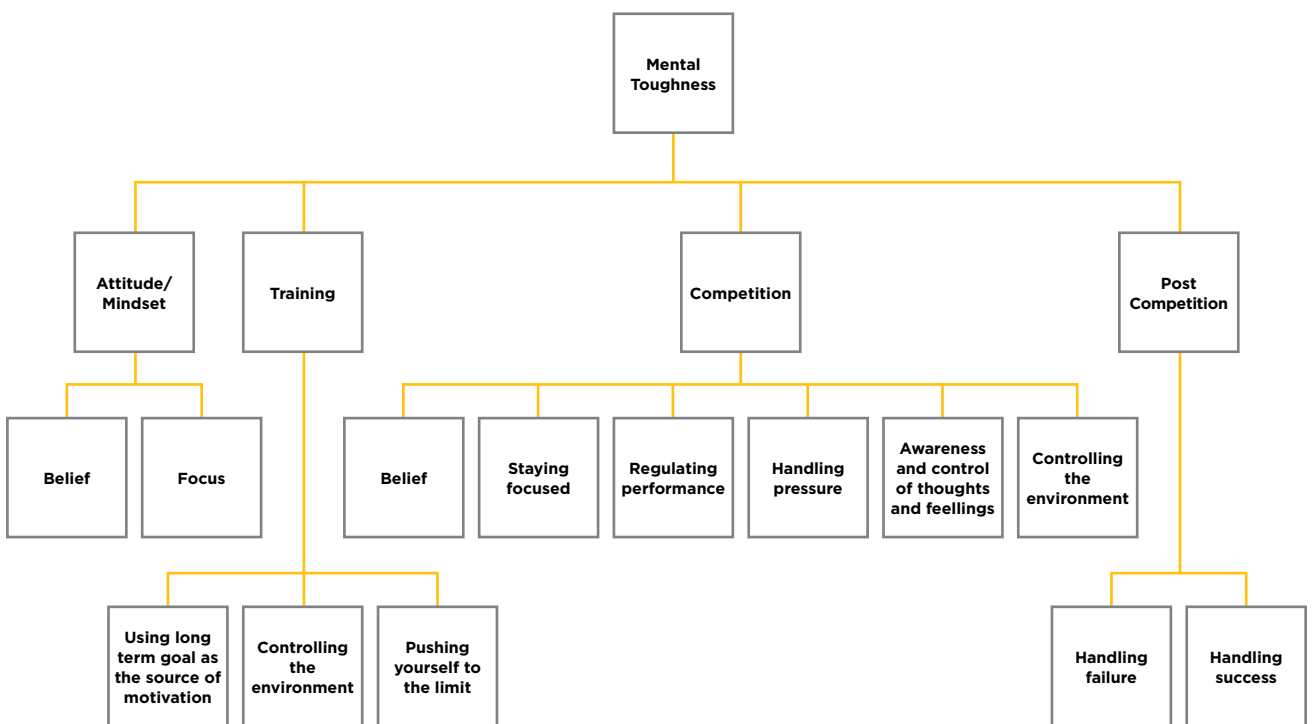 Mental
Toughness
Attitude/
Mindset
Training
Competition
Post
Competition
Belief
Focus
Belief
Staying
focused
Regulating
performance
Handling
pressure
Awareness
and control
of thoughts
and feellings
Controlling
the
environment
Using long
term goal as
the source of
motivation
Controlling
the
environment
Pushing
yourself to
the limit
Handling
failure
Handling
success